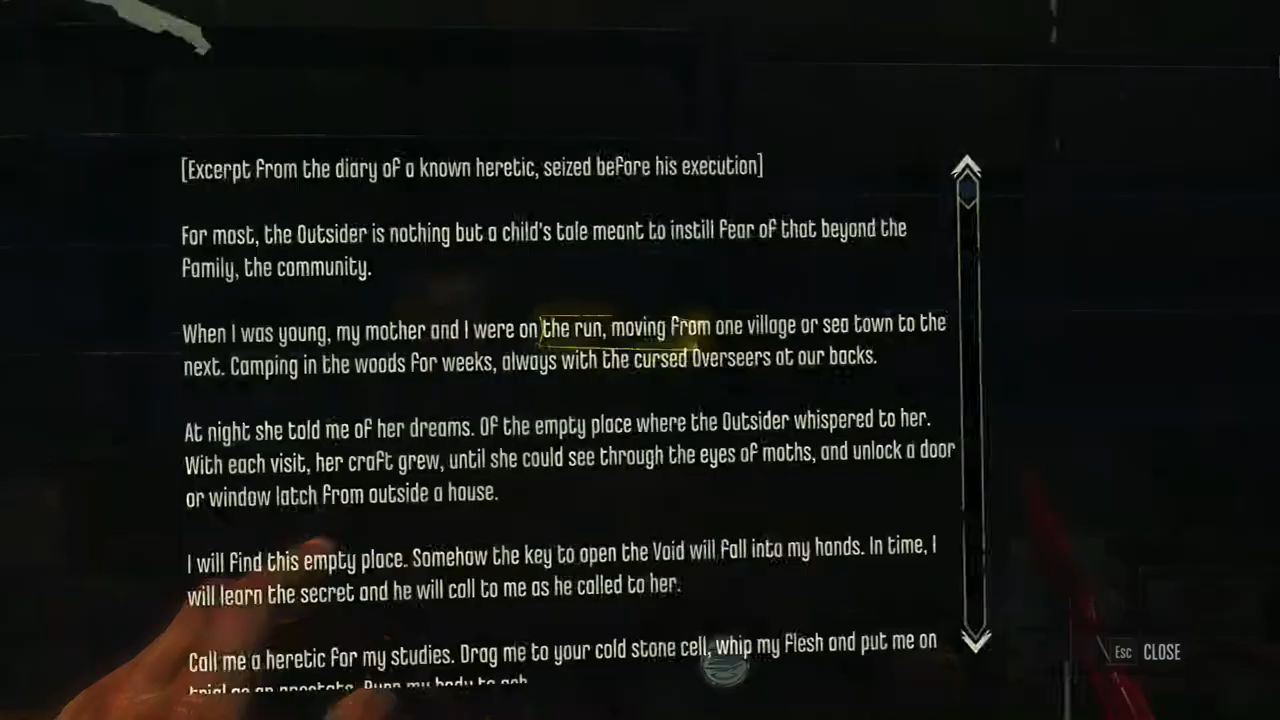 [Excerpt from the diary of a known heretic, seized before his execution]
For most, the Outsider is nothing but a child's tale meant to instill fear of that beyond the
family, the community.
When I was young, my mother and I were on the run, moving from one village or sea town to the
next. Camping in the woods for weeks, always with the cursed Overseers at our backs.
At night she told me of her dreams. Of the empty place where the Outsider whispered to her.
With each visit, her craft grew, until she could see through the eyes of moths, and unlock a door
or window latch from outside a house.
I will find this empty place. Somehow the key to open the Void will fall into my hands. In time, I
will learn the secret and he will call to me as he called to her.
Call me a heretic for my studies. Drag me to your cold stone cell, whip my flesh and put me on
Esc CLOSE